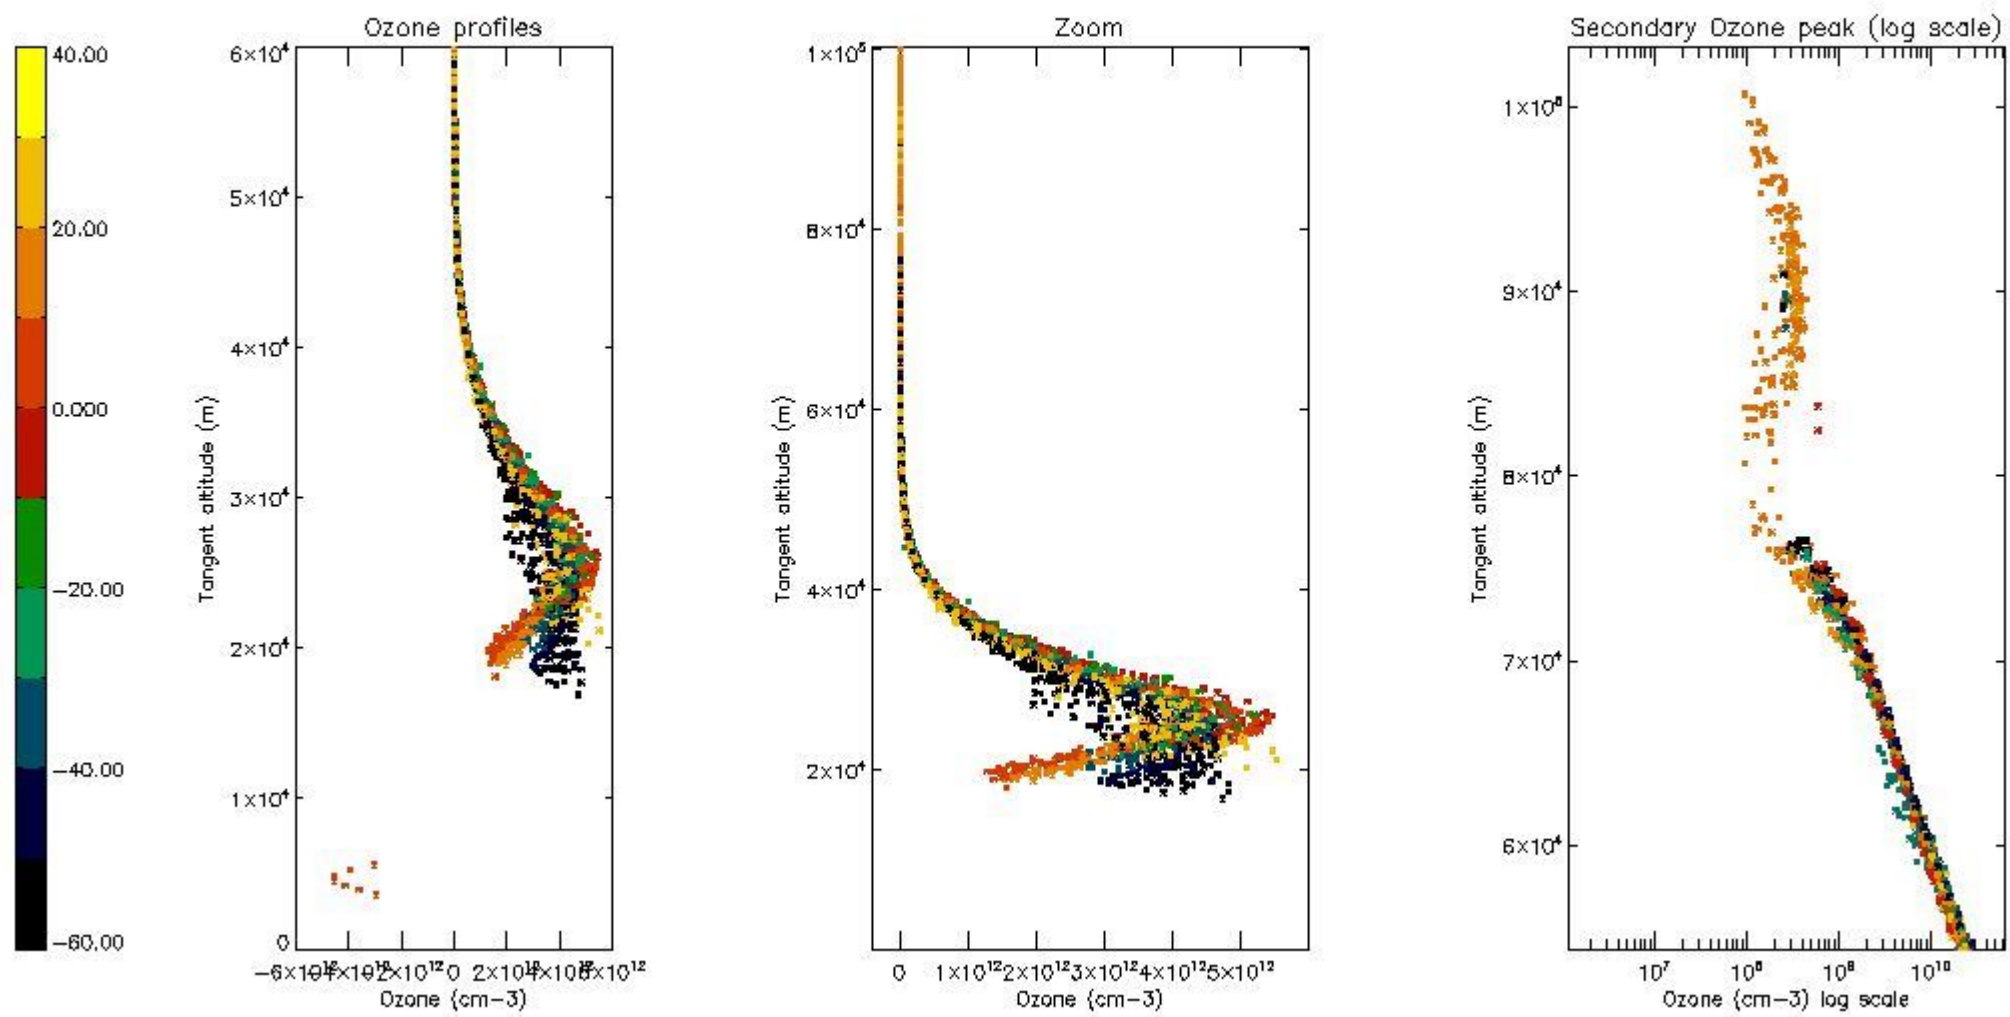 Ozone profiles
Zoom
Secondary Ozone peak (log scale)
40.00
20.00
0.000
-20.00
-40.00
-60.00
6×10⁴
5×10⁴
4×10⁴
3×10⁴
2×10⁴
1×10⁴
0
Tangent altitude (m)
0
2×10¹²
Ozone (cm-3)
1×10⁵
8×10⁴
6×10⁴
4×10⁴
2×10⁴
Tangent altitude (m)
0 1×10¹² 2×10¹² 3×10¹² 4×10¹² 5×10¹²
Ozone (cm-3)
9×10⁴
8×10⁴
7×10⁴
6×10⁴
Tangent altitude (m)
10⁷ 10⁸ 10⁹ 10¹⁰
Ozone (cm-3) log scale